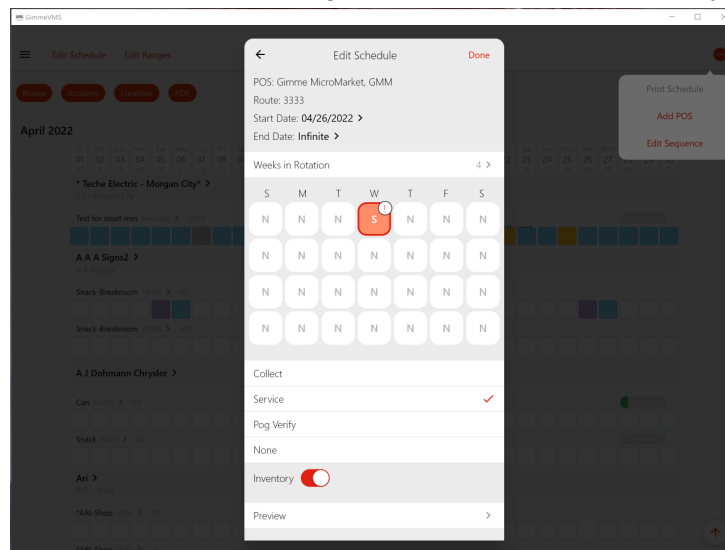 GimmeVMS
Edit Schedule Edit Ranges
Routes Accounts Locations POS
Print Schedule
Add POS
Edit Sequence
April 2022
01 02 03 04 05 06 07 08
22 23 24 25 26 27
* Teche Electric - Morgan City* >
Test for small mm
A A A Signs2 >
A A A Signs
Snack-Breakroom
Snack-Breakroom
A J Dohmann Chrysler >
Can
Snack
Ari >
*ARI-Shop
*ARI-Shop
Edit Schedule
Done
POS: Gimme MicroMarket, GMM
Route: 3333
Start Date: 04/26/2022 >
End Date: Infinite >
Weeks in Rotation 4 >
S M T W T F S
N N N S ! N N N
N N N N N N N
N N N N N N N
N N N N N N N
Collect
Service
Pog Verify
None
Inventory
Preview >